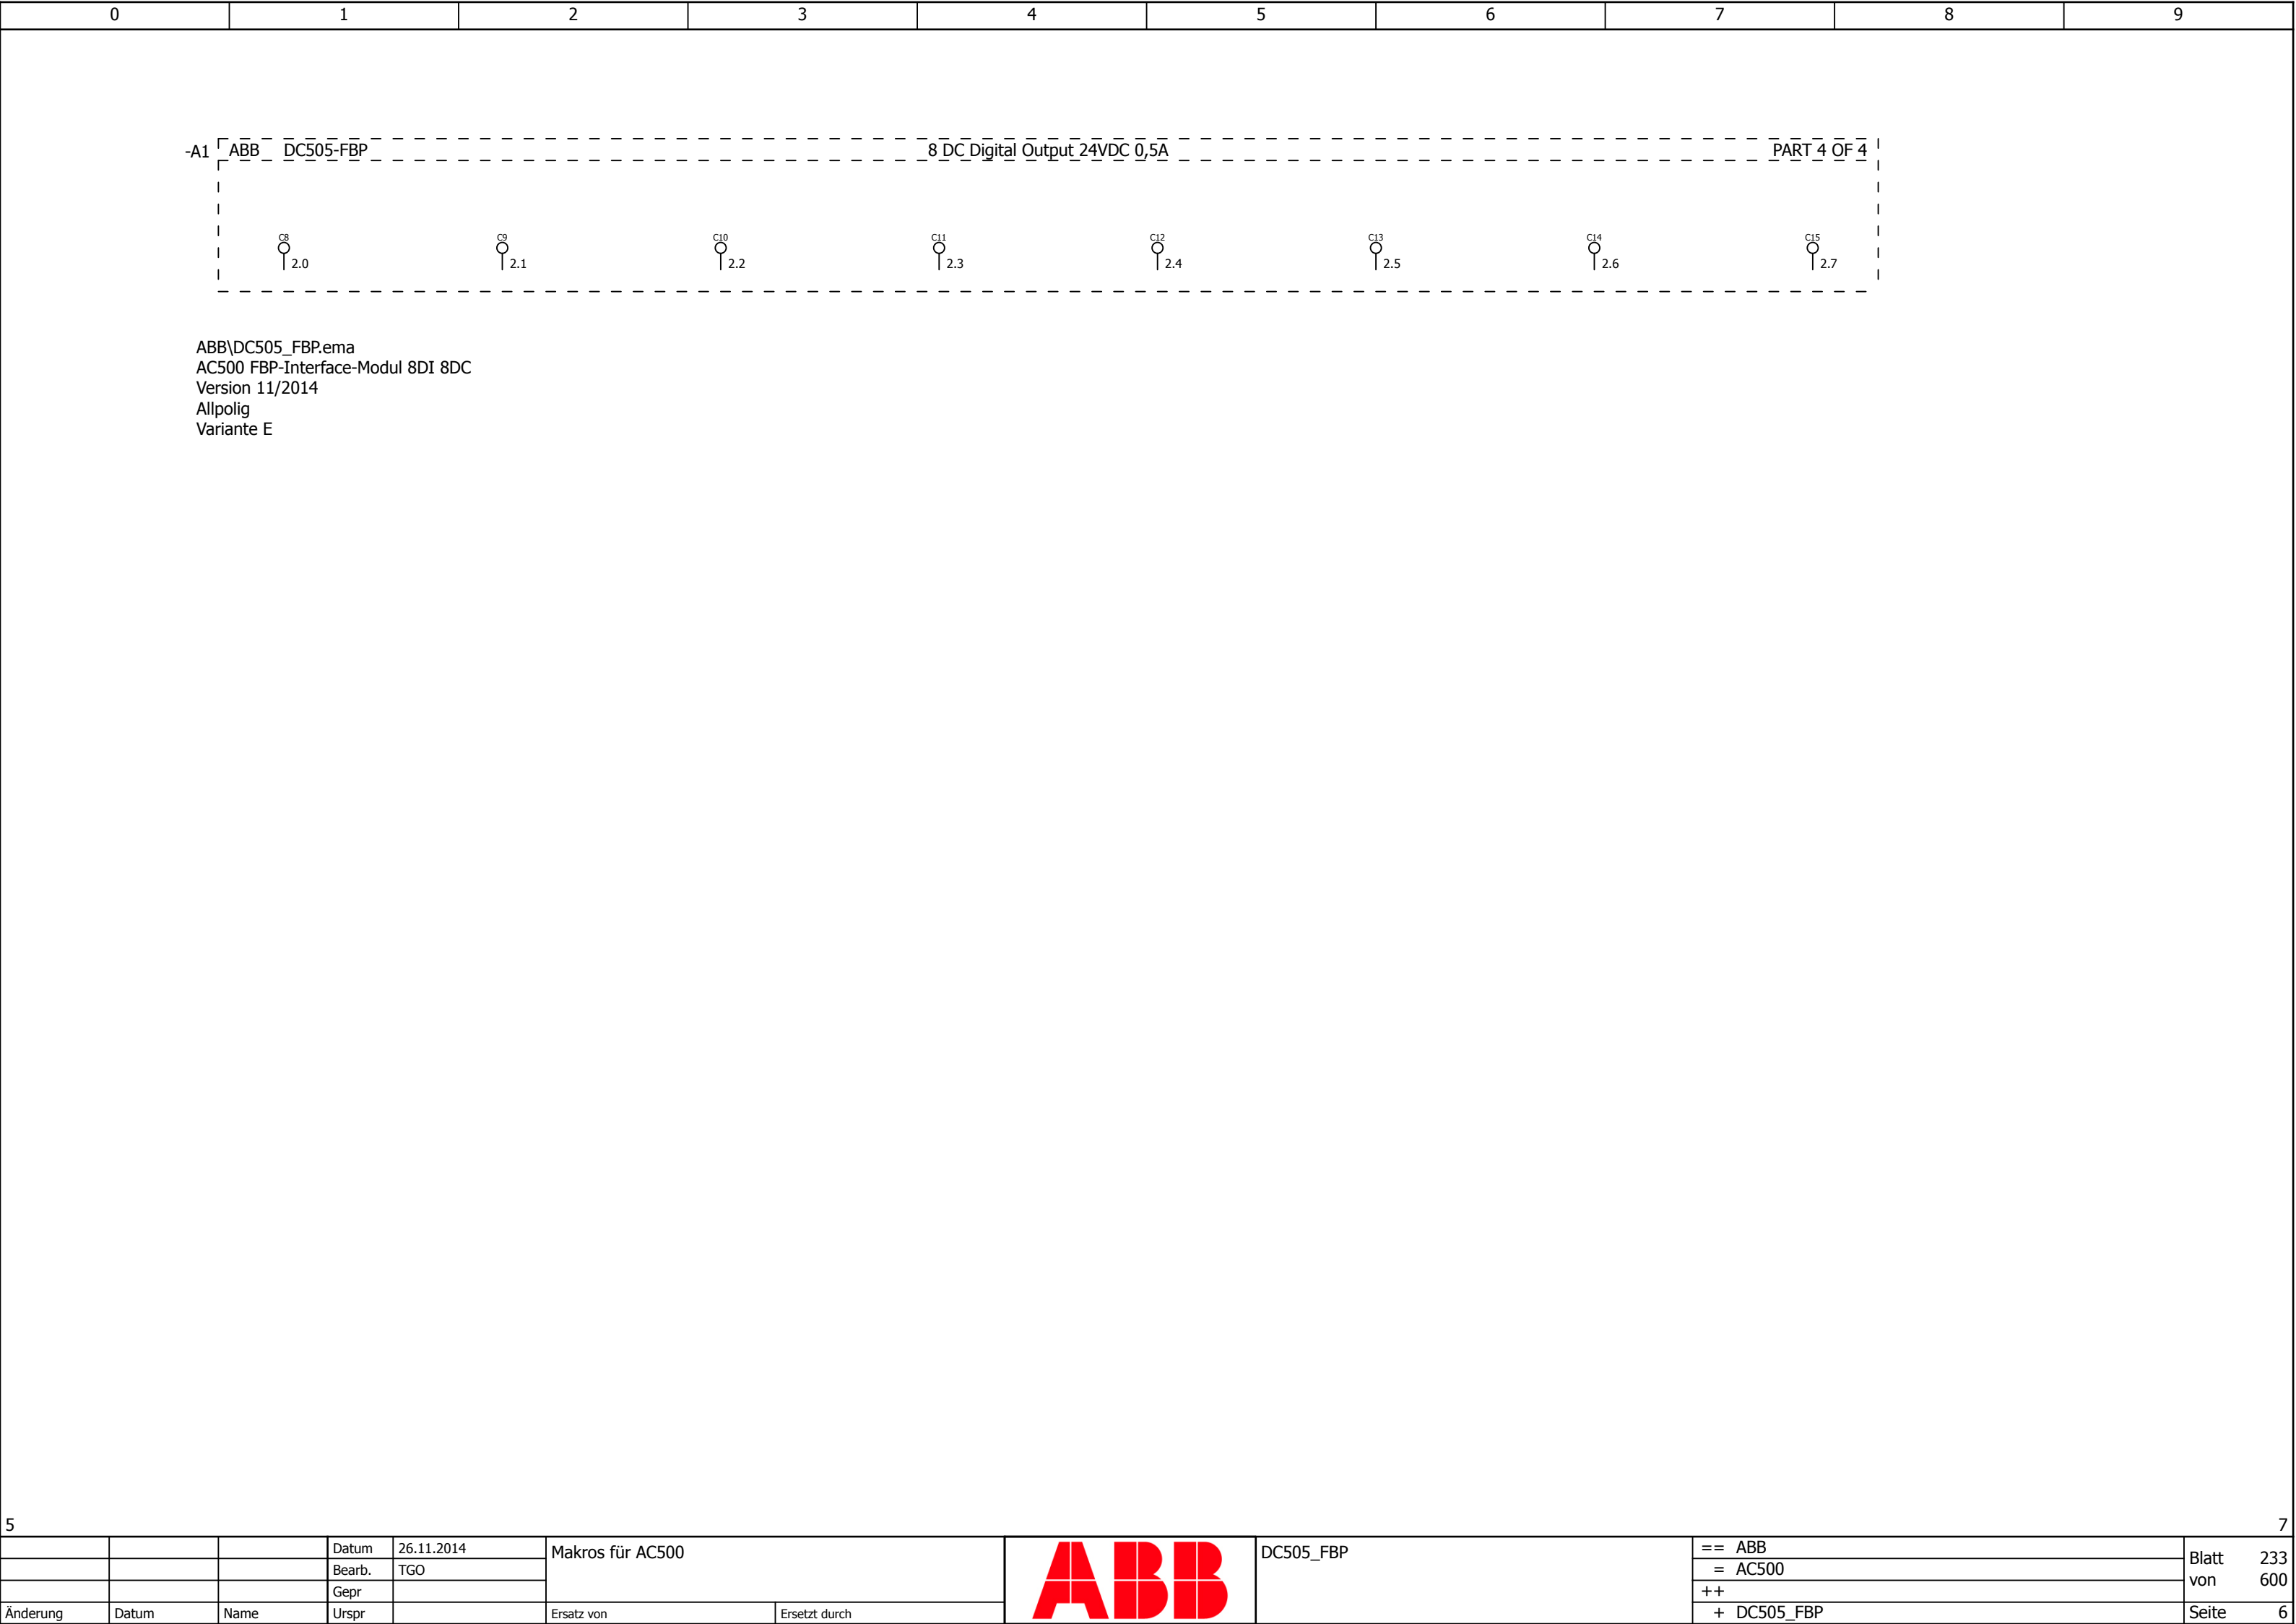 0 1 2 3 4 5 6 7 8 9
-A1 ABB DC505-FBP 8 DC Digital Output 24VDC 0,5A PART 4 OF 4
C8 C9 C10 C11 C12 C13 C14 C15
2.0 2.1 2.2 2.3 2.4 2.5 2.6 2.7
ABB\DC505_FBP.ema
AC500 FBP-Interface-Modul 8DI 8DC
Version 11/2014
Allpolig
Variante E
5 7
Datum 26.11.2014
Bearb. TGO
Gepr
Änderung Datum Name Urspr
Makros für AC500
Ersatz von Ersetzt durch
ABB
DC505_FBP
== ABB
= AC500
++
+ DC505_FBP
Blatt 233
von 600
Seite 6